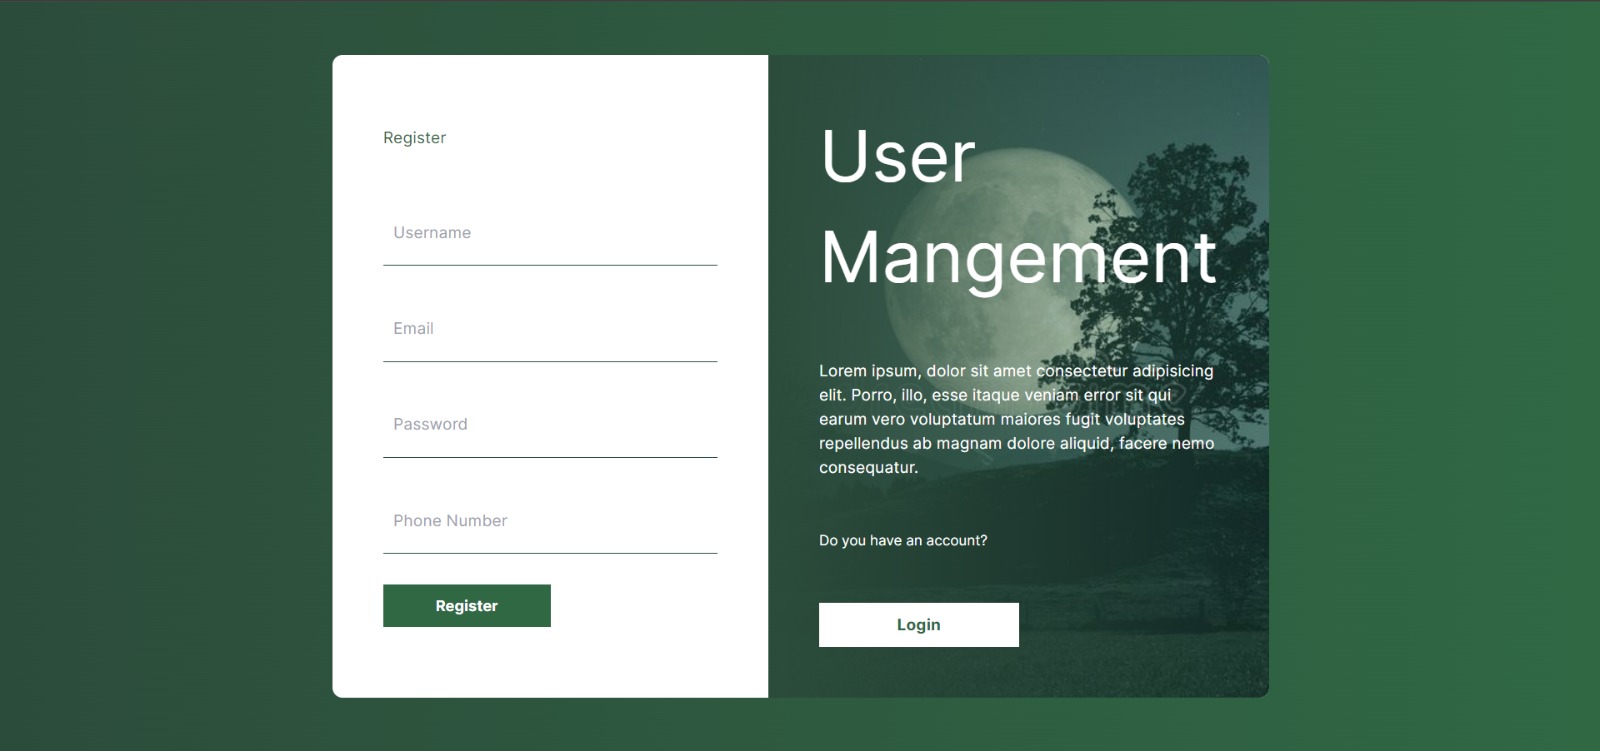 Register
Username
Email
Password
Phone Number
Register
User
Mangement
Lorem ipsum, dolor sit amet consectetur adipisicing
elit. Porro, illo, esse itaque veniam error sit qui
earum vero voluptatum maiores fugit voluptates
repellendus ab magnam dolore aliquid, facere nemo
consequatur.
Do you have an account?
Login